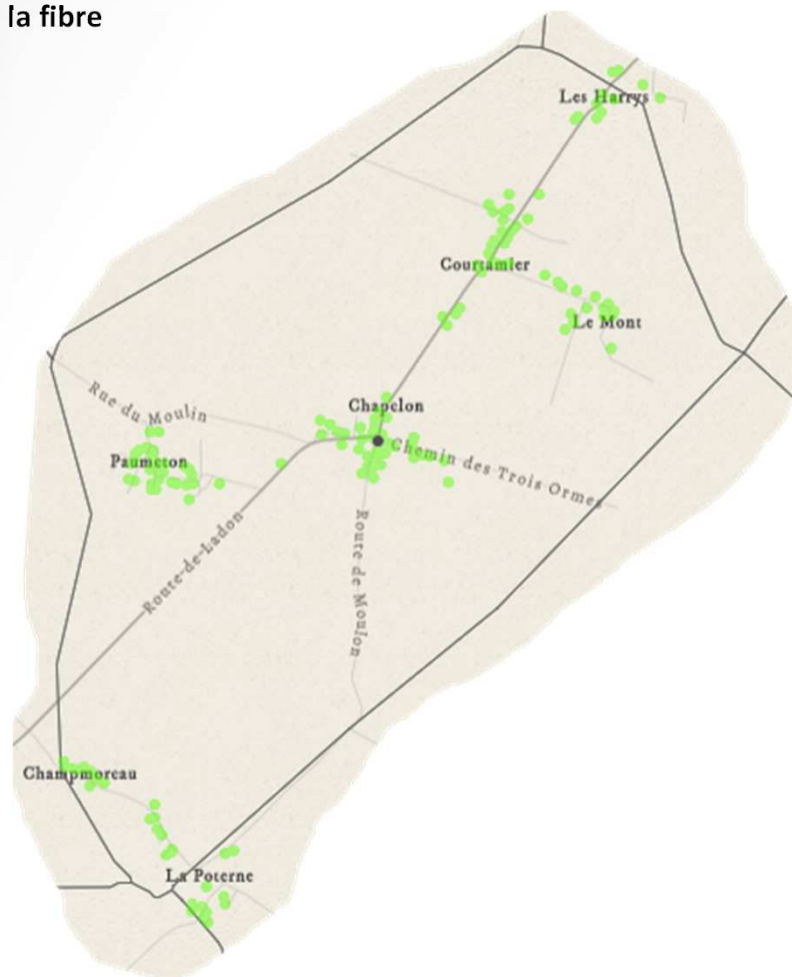 la fibre
Les Harrys
Courtamier
Le Mont
Chapelon
Rue du Moulin
Paumeton
Chemin des Trois Ormes
Route de Ladon
Route de Moulon
Champmoreau
La Poterne